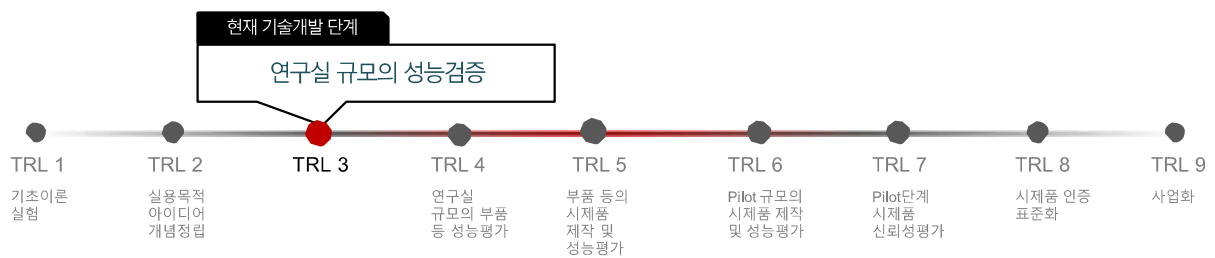 현재 기술개발 단계
연구실 규모의 성능검증
TRL 1
기초이론
실험
TRL 2
실용목적
아이디어
개념정립
TRL 3
TRL 4
연구실
규모의 부품
등 성능평가
TRL 5
부품 등의
시제품
제작 및
성능평가
TRL 6
Pilot 규모의
시제품 제작
및 성능평가
TRL 7
Pilot단계
시제품
신뢰성평가
TRL 8
시제품 인증
표준화
TRL 9
사업화